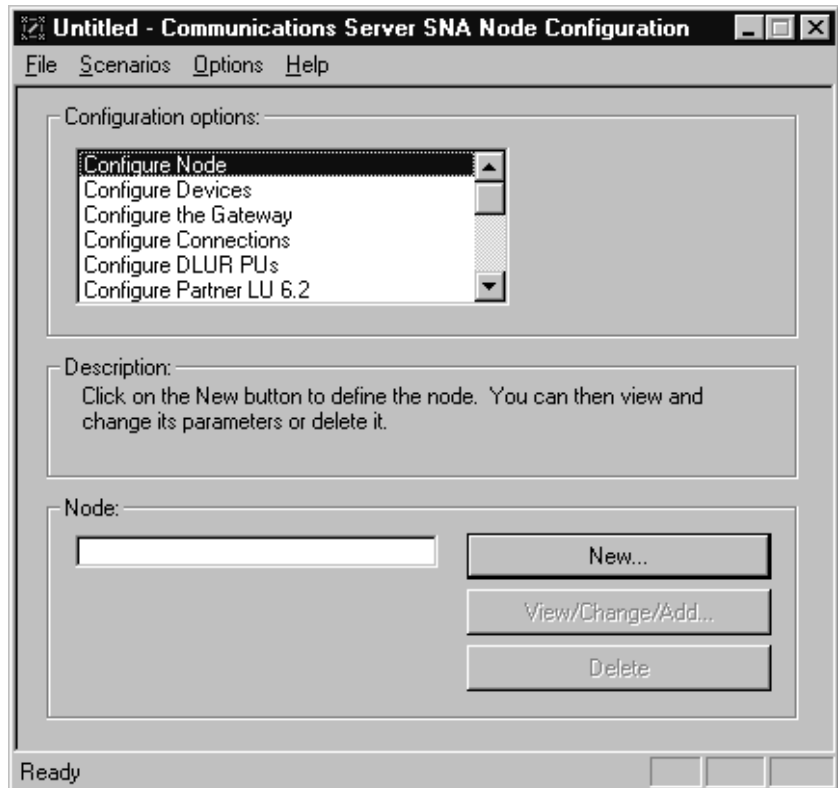 Untitled - Communications Server SNA Node Configuration
File Scenarios Options Help
Configuration options:
Configure Node
Configure Devices
Configure the Gateway
Configure Connections
Configure DLUR PUs
Configure Partner LU 6.2
Description:
Click on the New button to define the node. You can then view and
change its parameters or delete it.
Node:
New...
View/Change/Add...
Delete
Ready